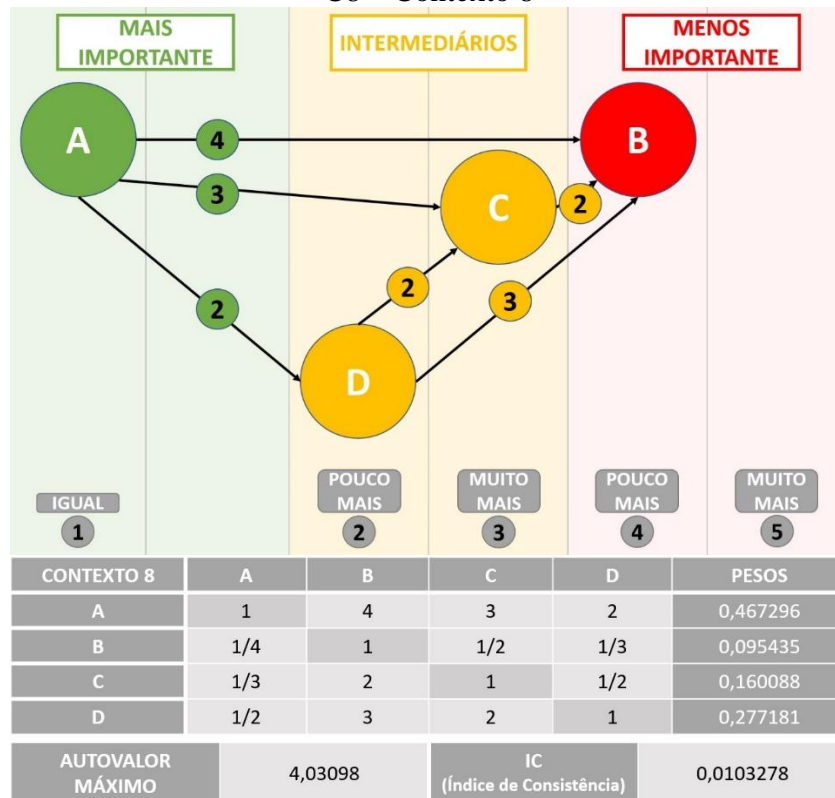 MAIS
IMPORTANTE
INTERMEDIÁRIOS
MENOS
IMPORTANTE
A
4
B
3
C
2
2
2
3
D
IGUAL
1
POUCO
MAIS
2
MUITO
MAIS
3
POUCO
MAIS
4
MUITO
MAIS
5
CONTEXTO 8 A B C D PESOS
A 1 4 3 2 0,467296
B 1/4 1 1/2 1/3 0,095435
C 1/3 2 1 1/2 0,160088
D 1/2 3 2 1 0,277181
AUTOVALOR
MÁXIMO
4,03098
IC
(Índice de Consistência)
0,0103278